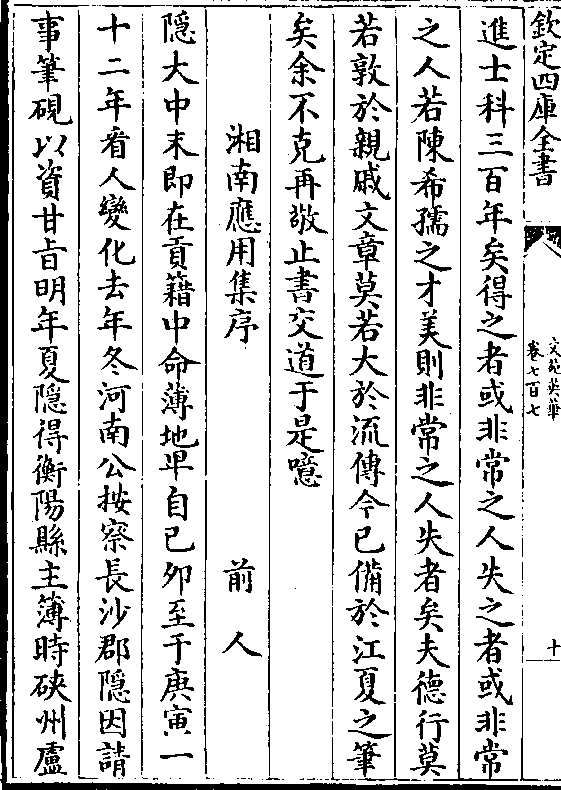 欽定四庫全書
文苑英華
卷七百七
十
進士科三百年矣得之者或非常之人失之者或非常
之人若陳希孺之才美則非常之人失者矣夫德行莫
若敦於親戚文章莫若大於流傳今已備於江夏之筆
矣余不克再敬止書交道于是噫
湘南應用集序 前人
隱大中末即在貢籍中命薄地卑自已夘至于庚寅一
十二年㸔人變化去年冬河南公按察長沙郡隱因請
事筆硯以資甘㫖明年夏隱得衡陽縣主簿時硤州盧